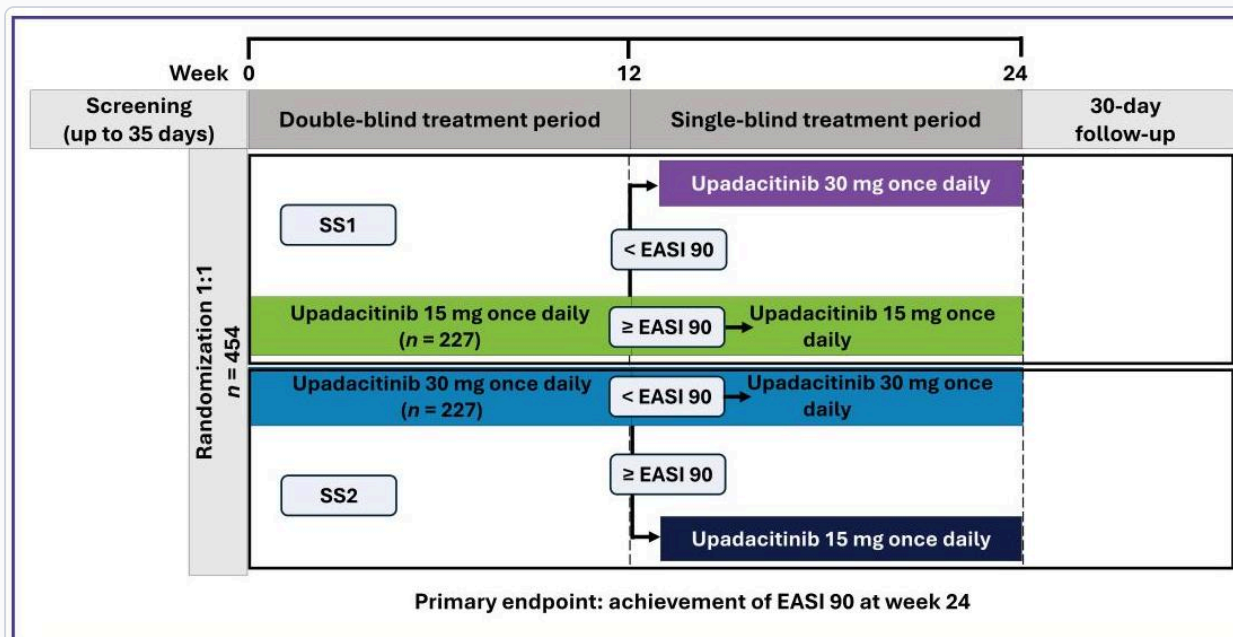 Week 0 12 24
Screening
(up to 35 days)
Double-blind treatment period
Single-blind treatment period
30-day
follow-up
Randomization 1:1
n = 454
SS1
Upadacitinib 30 mg once daily
< EASI 90
Upadacitinib 15 mg once daily
(n = 227)
≥ EASI 90
Upadacitinib 15 mg once
daily
Upadacitinib 30 mg once daily
(n = 227)
< EASI 90
Upadacitinib 30 mg once
daily
≥ EASI 90
SS2
Upadacitinib 15 mg once daily
Primary endpoint: achievement of EASI 90 at week 24